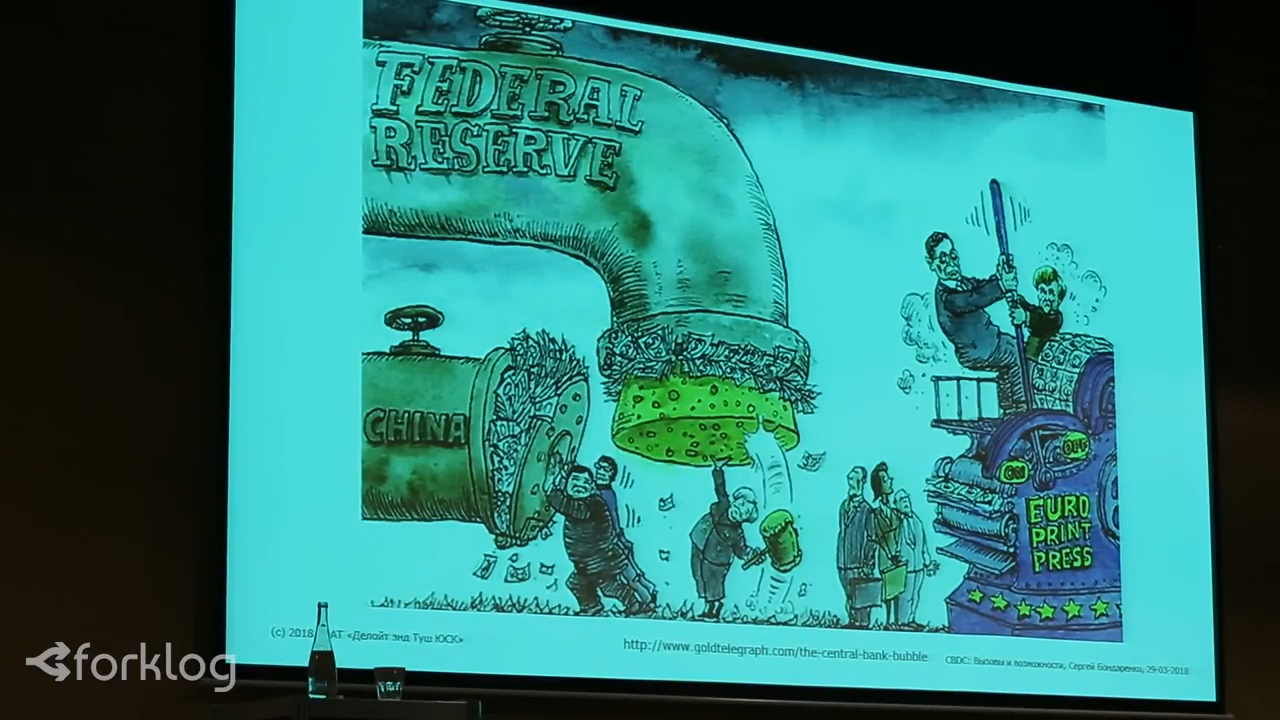 FEDERAL
RESERVE
CHINA
ON
OFF
EURO
PRINT
PRESS
(c) 2018 АТ «Делойт энд Туш ЮСК»
http://www.goldtelegraph.com/the-central-bank-bubble
CBDC: Вызовы и возможности, Сергей Бондаренко, 29-03-2018
forklog